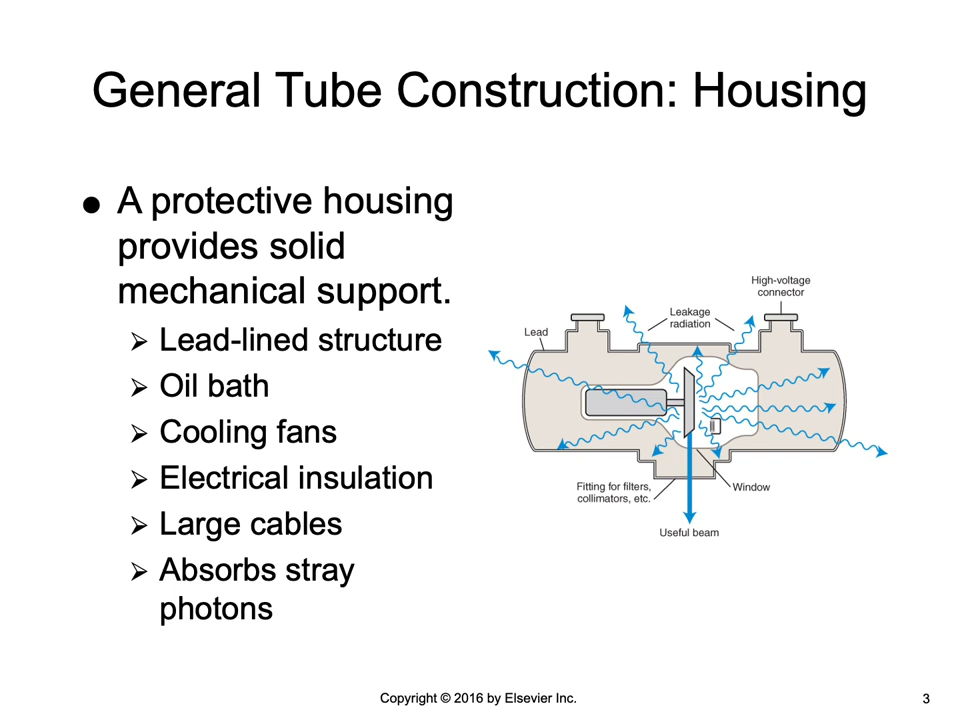 General Tube Construction: Housing
● A protective housing
provides solid
mechanical support.
➢ Lead-lined structure
➢ Oil bath
➢ Cooling fans
➢ Electrical insulation
➢ Large cables
➢ Absorbs stray
photons
High-voltage
connector
Leakage
radiation
Lead
Fitting for filters,
collimators, etc.
Window
Useful beam
Copyright © 2016 by Elsevier Inc.
3